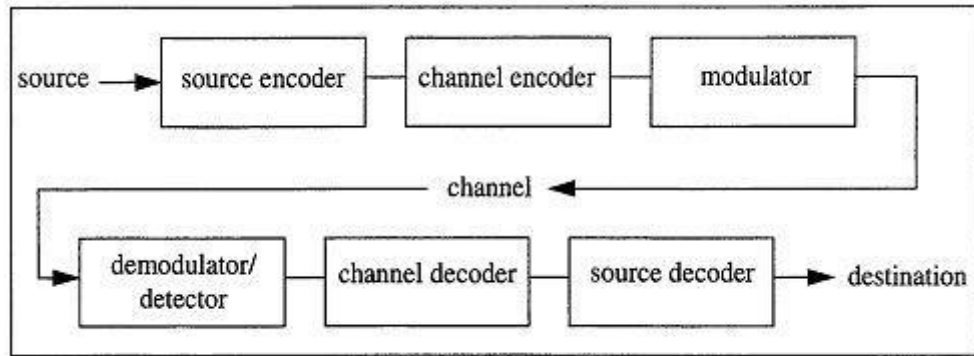 source
source encoder
channel encoder
modulator
channel
demodulator/
detector
channel decoder
source decoder
destination